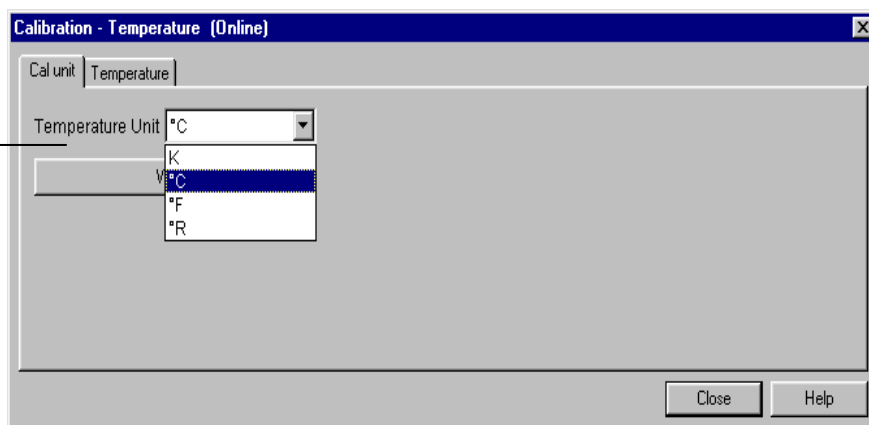 Calibration - Temperature (Online)
Cal unit Temperature
Temperature Unit °C
K
°C
°F
°R
Close Help